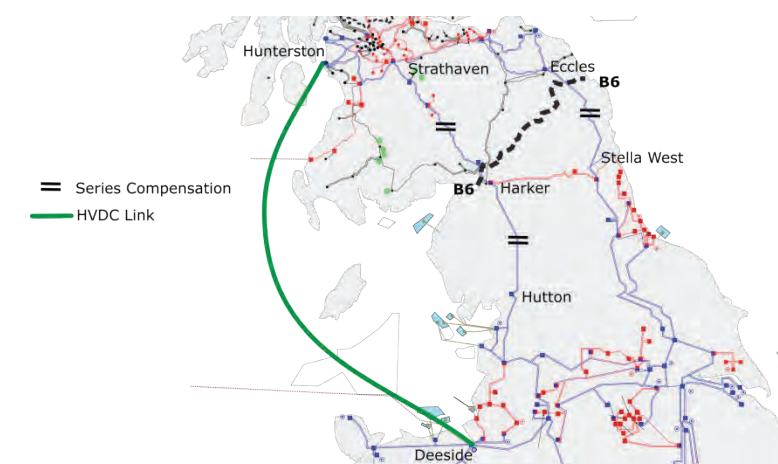 Hunterston
Strathaven
Eccles
B6
Stella West
Series Compensation
B6
Harker
HVDC Link
Hutton
Deeside